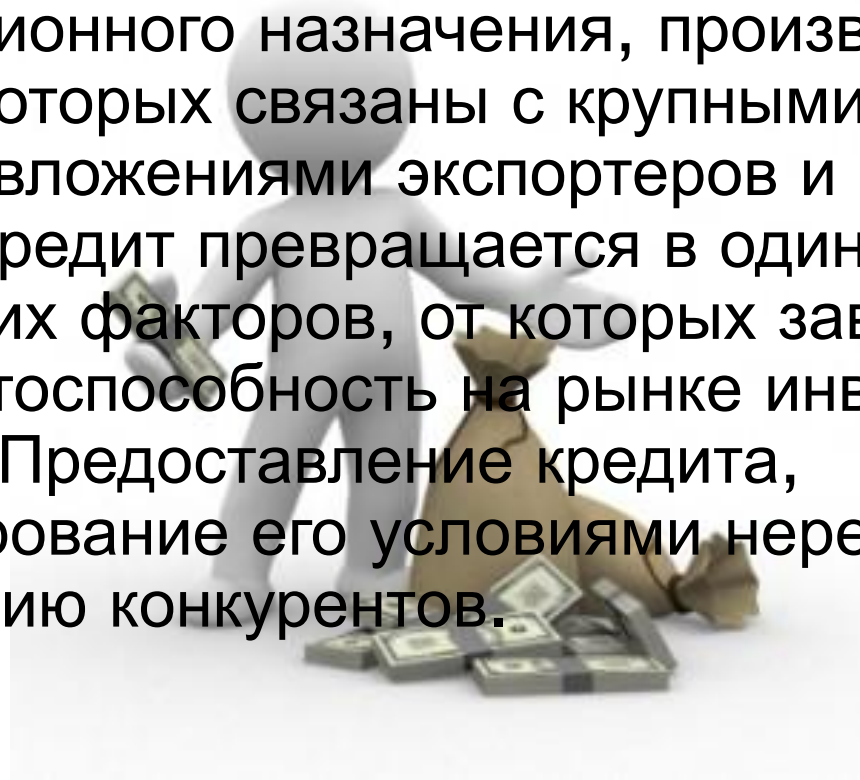 ионного назначения, произв
оторых связаны с крупными
вложениями экспортеров и
редит превращается в один
их факторов, от которых зав
тоспособность на рынке инв
Предоставление кредита,
рование его условиями нере
ию конкурентов.